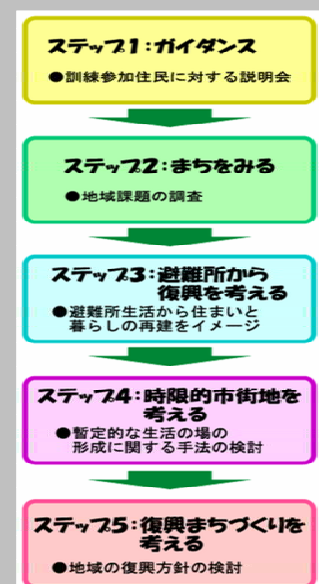 ステップ1:ガイダンス
●訓練参加住民に対する説明会
ステップ2:まちをみる
●地域課題の調査
ステップ3:避難所から
復興を考える
●避難所生活から住まいと
暮らしの再建をイメージ
ステップ4:時限的市街地を
考える
●暫定的な生活の場の
形成に関する手法の検討
ステップ5:復興まちづくりを
考える
●地域の復興方針の検討